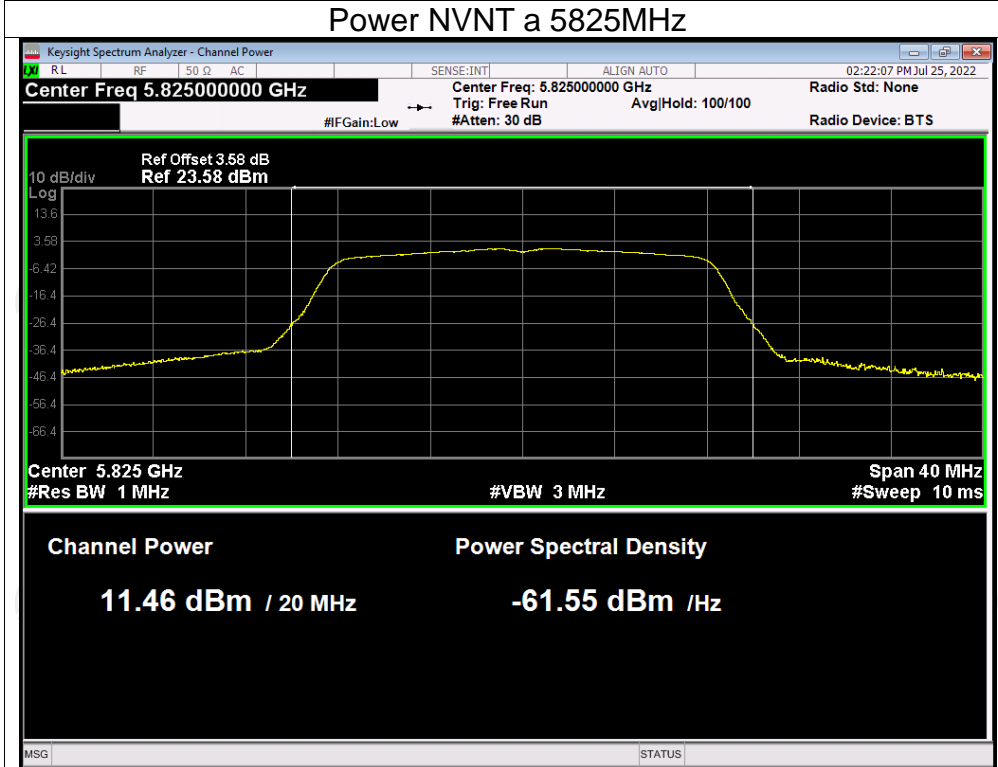 Power NVNT a 5825MHz
Keysight Spectrum Analyzer - Channel Power
LXI RL RF 50 Ω AC SENSE:INT ALIGN AUTO 02:22:07 PM Jul 25, 2022
Center Freq 5.825000000 GHz Center Freq: 5.825000000 GHz Radio Std: None
Trig: Free Run Avg|Hold: 100/100
#IFGain:Low #Atten: 30 dB Radio Device: BTS
Ref Offset 3.58 dB
10 dB/div Ref 23.58 dBm
Log
13.6
3.58
-6.42
-16.4
-26.4
-36.4
-46.4
-56.4
-66.4
Center 5.825 GHz Span 40 MHz
#Res BW 1 MHz #VBW 3 MHz #Sweep 10 ms
Channel Power Power Spectral Density
11.46 dBm / 20 MHz -61.55 dBm /Hz
MSG STATUS